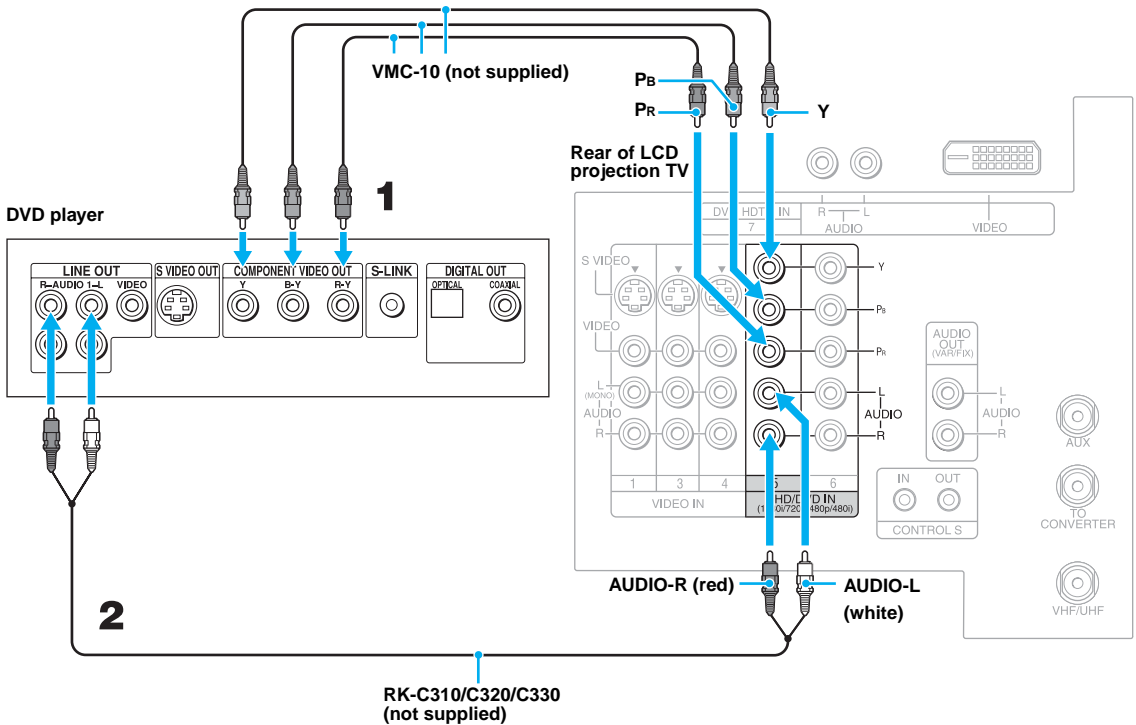 VMC-10 (not supplied)
PB
PR
Y
Rear of LCD
projection TV
1
DVD player
LINE OUT
R–AUDIO 1–L VIDEO
S VIDEO OUT
COMPONENT VIDEO OUT
Y B-Y R-Y
S-LINK
DIGITAL OUT
OPTICAL COAXIAL
IN
7
R L
AUDIO
VIDEO
S VIDEO
Y
PB
VIDEO
PR
AUDIO
OUT
(VAR/FIX)
L
(MONO)
AUDIO
R
L
AUDIO
R
L
AUDIO
R
AUX
1 3 4 5 6
VIDEO IN
IN OUT
CONTROL S
TO
CONVERTER
VHF/UHF
AUDIO-R (red)
AUDIO-L
(white)
2
RK-C310/C320/C330
(not supplied)